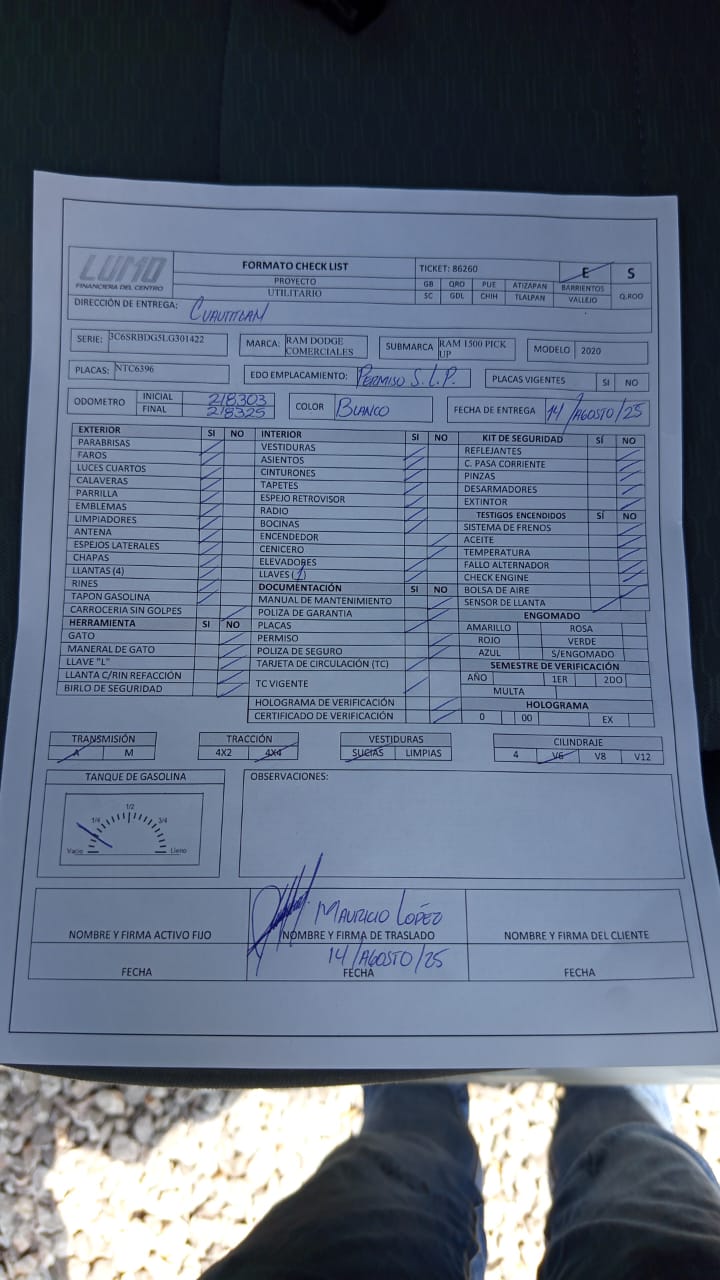 LUMO
FINANCIERA DEL CENTRO
FORMATO CHECK LIST
PROYECTO
UTILITARIO
TICKET: 86260
E S
GB QRO PUE ATIZAPAN BARRIENTOS Q.ROO
SC GDL CHIH TLALPAN VALLEJO
DIRECCIÓN DE ENTREGA: CUAUTITLAN
SERIE: 3C6SRBDG5LG301422 MARCA: RAM DODGE COMERCIALES SUBMARCA RAM 1500 PICK UP MODELO 2020
PLACAS: NTC6396 EDO EMPLACAMIENTO: PERMISO S.L.P. PLACAS VIGENTES SI NO
ODOMETRO INICIAL 218303 COLOR BLANCO FECHA DE ENTREGA 14/AGOSTO/25
FINAL 218325
EXTERIOR SI NO
PARABRISAS
FAROS
LUCES CUARTOS
CALAVERAS
PARRILLA
EMBLEMAS
LIMPIADORES
ANTENA
ESPEJOS LATERALES
CHAPAS
LLANTAS (4)
RINES
TAPON GASOLINA
CARROCERIA SIN GOLPES
HERRAMIENTA SI NO
GATO
MANERAL DE GATO
LLAVE "L"
LLANTA C/RIN REFACCIÓN
BIRLO DE SEGURIDAD
INTERIOR SI NO
VESTIDURAS
ASIENTOS
CINTURONES
TAPETES
ESPEJO RETROVISOR
RADIO
BOCINAS
ENCENDEDOR
CENICERO
ELEVADORES
LLAVES (1)
DOCUMENTACIÓN SI NO
MANUAL DE MANTENIMIENTO
POLIZA DE GARANTIA
PLACAS
PERMISO
POLIZA DE SEGURO
TARJETA DE CIRCULACIÓN (TC)
TC VIGENTE
HOLOGRAMA DE VERIFICACIÓN
CERTIFICADO DE VERIFICACIÓN
KIT DE SEGURIDAD SÍ NO
REFLEJANTES
C. PASA CORRIENTE
PINZAS
DESARMADORES
EXTINTOR
TESTIGOS ENCENDIDOS SÍ NO
SISTEMA DE FRENOS
ACEITE
TEMPERATURA
FALLO ALTERNADOR
CHECK ENGINE
BOLSA DE AIRE
SENSOR DE LLANTA
ENGOMADO
AMARILLO ROSA
ROJO VERDE
AZUL S/ENGOMADO
SEMESTRE DE VERIFICACIÓN
AÑO 1ER 2DO
MULTA
HOLOGRAMA
0 00 EX
TRANSMISIÓN
A M
TRACCIÓN
4X2 4X4
VESTIDURAS
SUCIAS LIMPIAS
CILINDRAJE
4 V6 V8 V12
TANQUE DE GASOLINA
1/2
1/4 3/4
Vacio Lleno
OBSERVACIONES:
MAURICIO LÓPEZ
NOMBRE Y FIRMA ACTIVO FIJO NOMBRE Y FIRMA DE TRASLADO NOMBRE Y FIRMA DEL CLIENTE
14/AGOSTO/25
FECHA FECHA FECHA